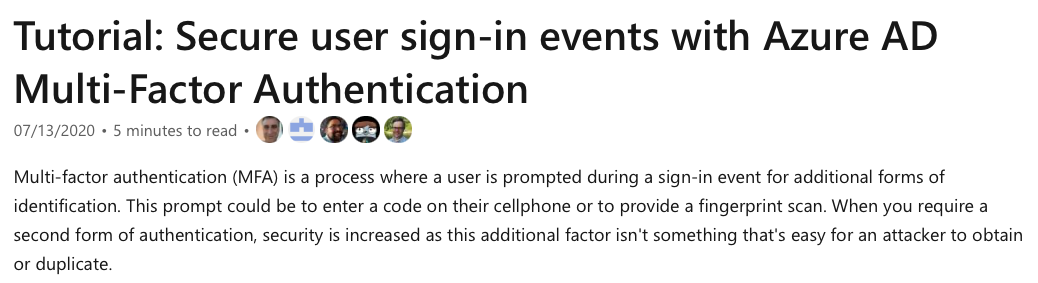 Tutorial: Secure user sign-in events with Azure AD
Multi-Factor Authentication
07/13/2020 • 5 minutes to read •
Multi-factor authentication (MFA) is a process where a user is prompted during a sign-in event for additional forms of
identification. This prompt could be to enter a code on their cellphone or to provide a fingerprint scan. When you require a
second form of authentication, security is increased as this additional factor isn't something that's easy for an attacker to obtain
or duplicate.